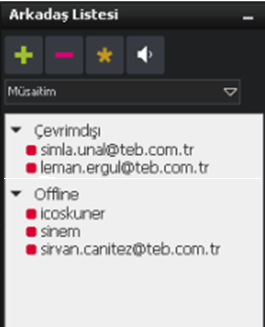 Arkadaş Listesi
Müsaitim
Çevrimdışı
simla.unal@teb.com.tr
leman.ergul@teb.com.tr
Offline
icoskuner
sinem
sirvan.canitez@teb.com.tr